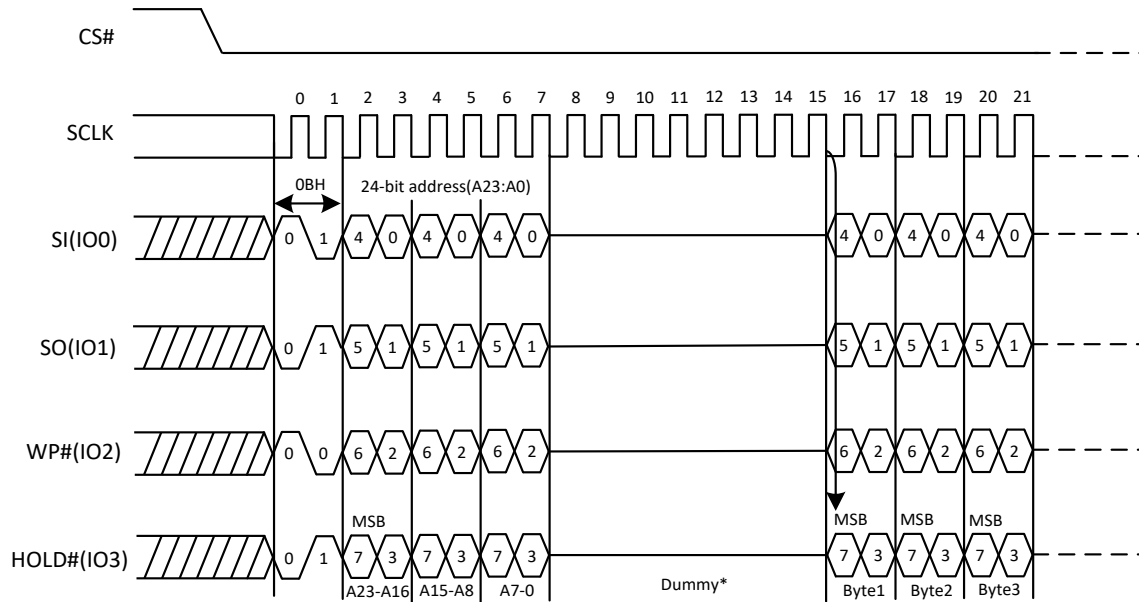 CS#
0 1 2 3 4 5 6 7 8 9 10 11 12 13 14 15 16 17 18 19 20 21
SCLK
0BH 24-bit address(A23:A0)
SI(IO0) 0 1 4 0 4 0 4 0 4 0 4 0 4 0
SO(IO1) 0 1 5 1 5 1 5 1 5 1 5 1 5 1
WP#(IO2) 0 0 6 2 6 2 6 2 6 2 6 2 6 2
MSB MSB MSB MSB
HOLD#(IO3) 0 1 7 3 7 3 7 3 7 3 7 3 7 3
A23-A16 A15-A8 A7-0 Dummy* Byte1 Byte2 Byte3